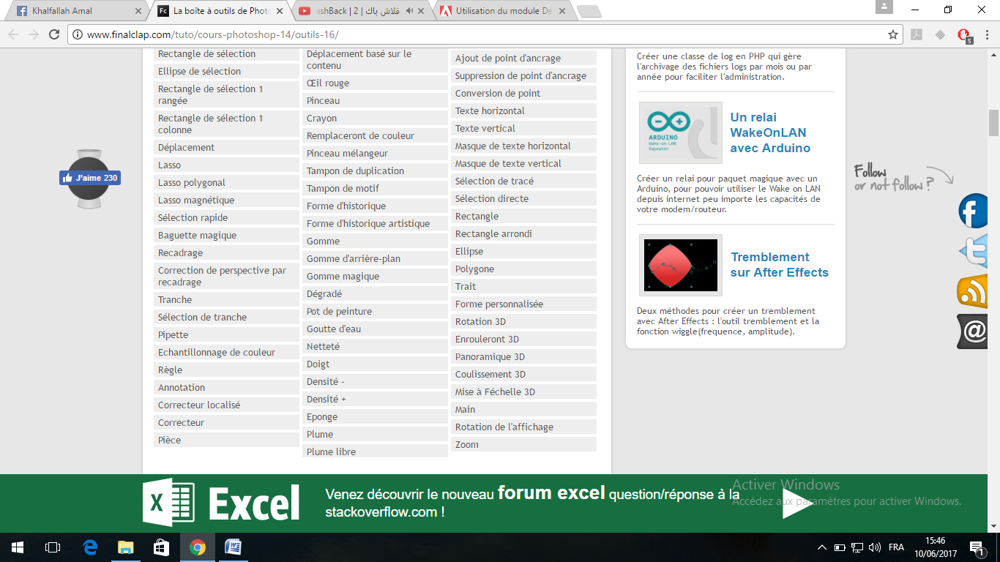 Khalfallah Amal
La boîte à outils de Photo
ashBack | 2 | فلاش باك
Utilisation du module Dé
www.finalclap.com/tuto/cours-photoshop-14/outils-16/
5
Rectangle de sélection
Ellipse de sélection
Rectangle de sélection 1
rangée
Rectangle de sélection 1
colonne
Déplacement
Lasso
Lasso polygonal
Lasso magnétique
Sélection rapide
Baguette magique
Recadrage
Correction de perspective par
recadrage
Tranche
Sélection de tranche
Pipette
Echantillonnage de couleur
Règle
Annotation
Correcteur localisé
Correcteur
Pièce
Déplacement basé sur le
contenu
Œil rouge
Pinceau
Crayon
Remplaceront de couleur
Pinceau mélangeur
Tampon de duplication
Tampon de motif
Forme d'historique
Forme d'historique artistique
Gomme
Gomme d'arrière-plan
Gomme magique
Dégradé
Pot de peinture
Goutte d'eau
Netteté
Doigt
Densité -
Densité +
Eponge
Plume
Plume libre
Ajout de point d'ancrage
Suppression de point d'ancrage
Conversion de point
Texte horizontal
Texte vertical
Masque de texte horizontal
Masque de texte vertical
Sélection de tracé
Sélection directe
Rectangle
Rectangle arrondi
Ellipse
Polygone
Trait
Forme personnalisée
Rotation 3D
Enrouleront 3D
Panoramique 3D
Coulissement 3D
Mise à Féchelle 3D
Main
Rotation de l'affichage
Zoom
Créer une classe de log en PHP qui gère
l'archivage des fichiers logs par mois ou par
année pour faciliter l'administration.
ARDUINO
Wake-on-LAN
Repeater
Un relai
WakeOnLAN
avec Arduino
Créer un relai pour paquet magique avec un
Arduino, pour pouvoir utiliser le Wake on LAN
depuis internet peu importe les capacités de
votre modem/routeur.
Tremblement
sur After Effects
Deux méthodes pour créer un tremblement
avec After Effects : l'outil tremblement et la
fonction wiggle(frequence, amplitude).
J'aime 230
Follow
or not follow ?
Excel
Venez découvrir le nouveau forum excel question/réponse à la
stackoverflow.com !
Activer Windows
Accédez aux paramètres pour activer Windows.
FRA
15:46
10/06/2017
1